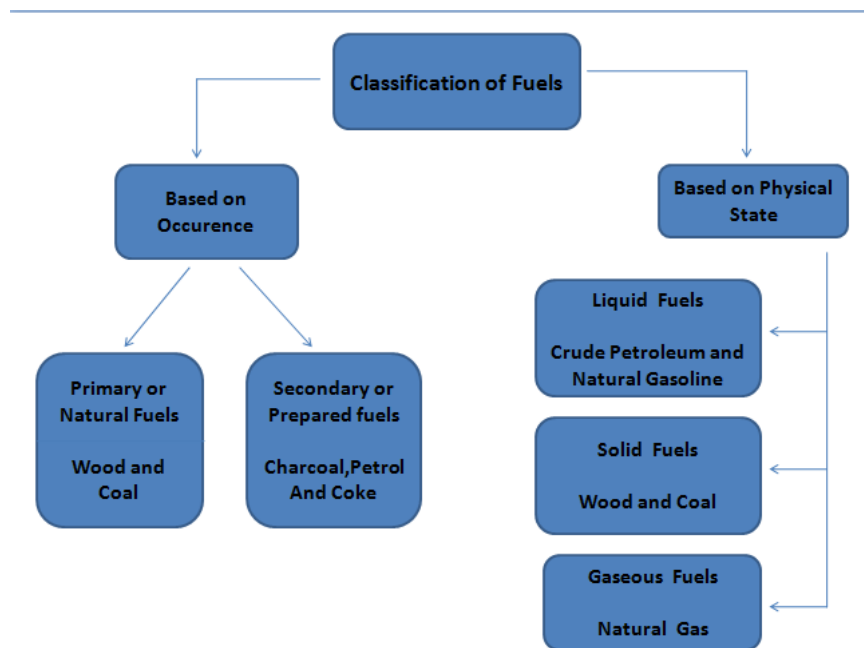 Classification of Fuels
Based on
Occurence
Based on Physical
State
Primary or
Natural Fuels
Wood and
Coal
Secondary or
Prepared fuels
Charcoal,Petrol
And Coke
Liquid Fuels
Crude Petroleum and
Natural Gasoline
Solid Fuels
Wood and Coal
Gaseous Fuels
Natural Gas